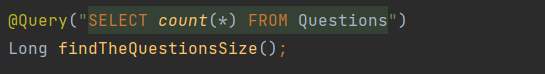 @Query("SELECT count(*) FROM Questions")
Long findTheQuestionsSize();